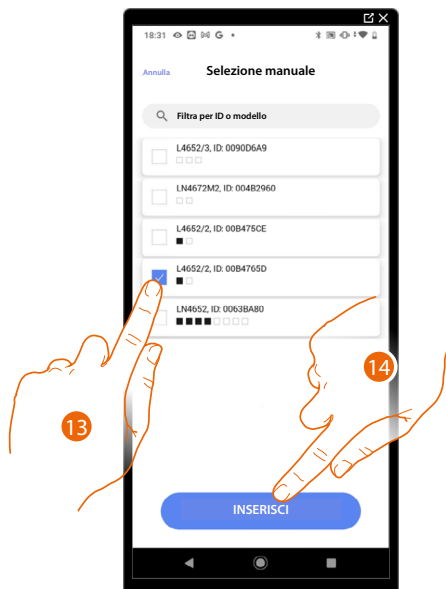 18:31 G
Annulla Selezione manuale
Filtra per ID o modello
L4652/3, ID: 0090D6A9
LN4672M2, ID: 004B2960
L4652/2, ID: 00B475CE
L4652/2, ID: 00B4765D
LN4652, ID: 0063BA80
14
13
INSERISCI